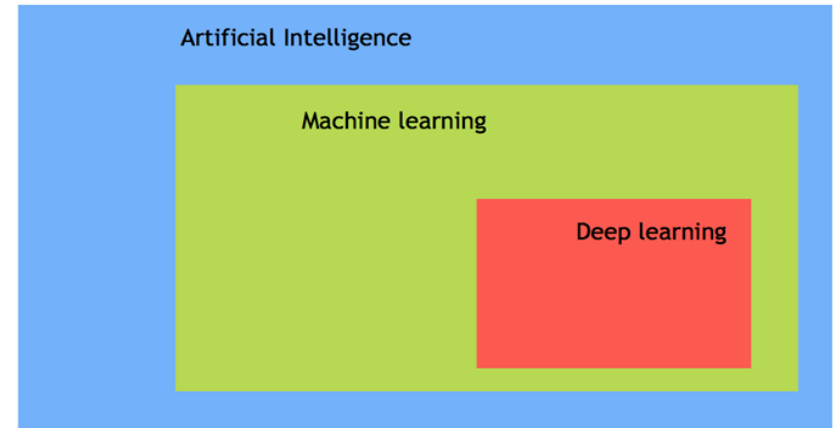 Artificial Intelligence
Machine learning
Deep learning